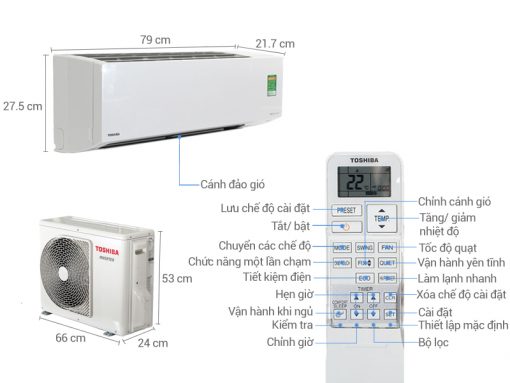 79 cm
21.7 cm
27.5 cm
TOSHIBA
Cánh đảo gió
TOSHIBA
INVERTER
53 cm
66 cm
24 cm
TOSHIBA
22°C
Lưu chế độ cài đặt
PRESET
Chỉnh cánh gió
TEMP.
Tăng/ giảm
nhiệt độ
Tắt/ bật
Chuyển các chế độ
MODE
SWING
FAN
Tốc độ quạt
Chức năng một lần chạm
FIX
QUIET
Vận hành yên tĩnh
Tiết kiệm điện
ECO
Làm lạnh nhanh
TIMER
Hẹn giờ
CLR
Xóa chế độ cài đặt
COMFORT
SLEEP
ON
OFF
Vận hành khi ngủ
SET
Cài đặt
Kiểm tra
Thiết lập mặc định
Chỉnh giờ
Bộ lọc